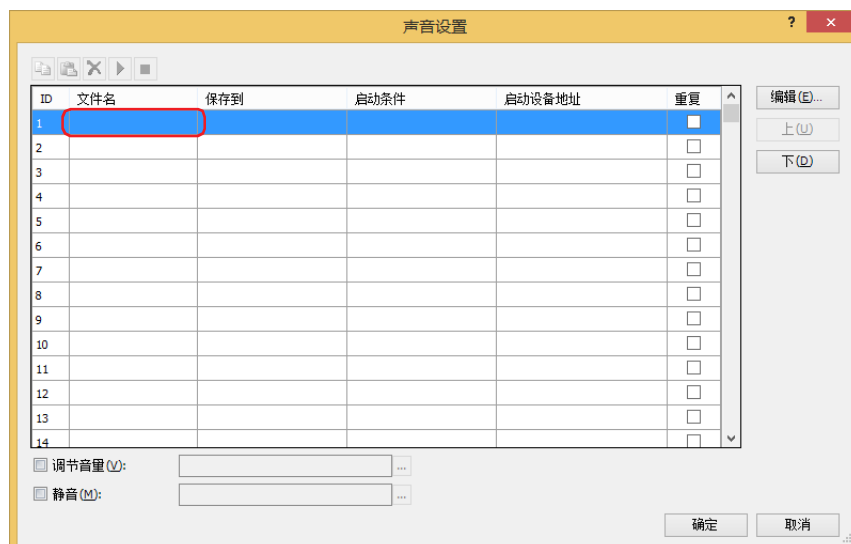 声音设置
?
ID 文件名 保存到 启动条件 启动设备地址 重复
编辑(E)...
1
上(U)
2
下(D)
3
4
5
6
7
8
9
10
11
12
13
14
调节音量(V): ...
静音(M): ...
确定 取消